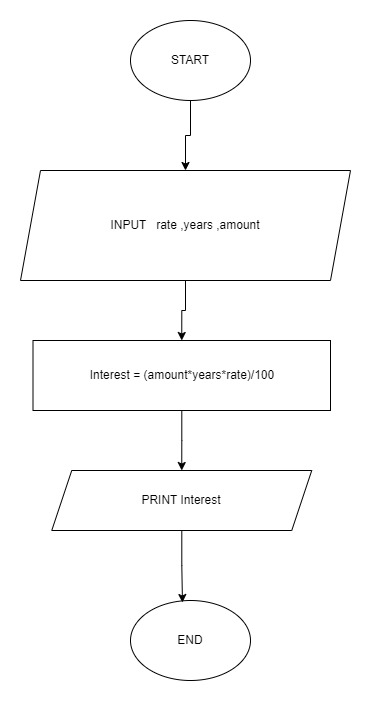 START
INPUT   rate ,years ,amount
Interest = (amount*years*rate)/100
PRINT Interest
END